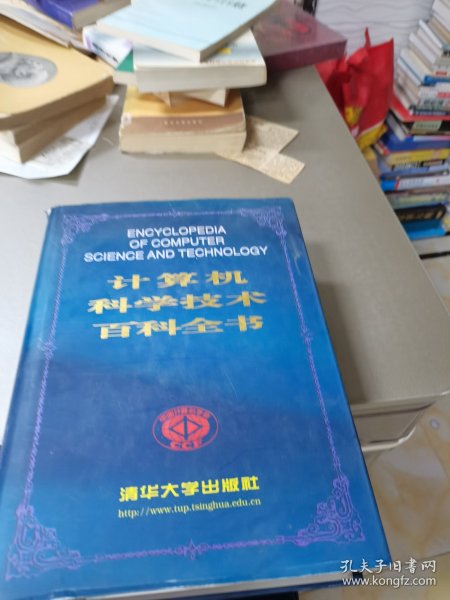 ENCYCLOPEDIA
OF COMPUTER
SCIENCE AND TECHNOLOGY
计算机
科学技术
百科全书
CCF
清华大学出版社
http://www.tup.tsinghua.edu.cn
孔夫子旧书网
www.kongfz.com